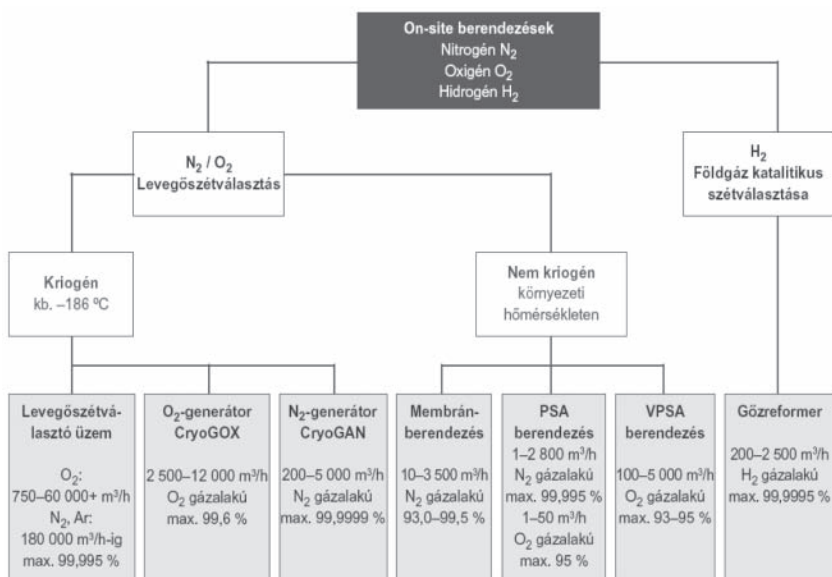 On-site berendezések
Nitrogén N₂
Oxigén O₂
Hidrogén H₂
N₂ / O₂
Levegőszétválasztás
H₂
Földgáz katalitikus
szétválasztása
Kriogén
kb. –186 ºC
Nem kriogén
környezeti
hőmérsékleten
Levegőszétvá-
lasztó üzem
O₂:
750–60 000+ m³/h
N₂, Ar:
180 000 m³/h-ig
max. 99,995 %
O₂-generátor
CryoGOX
2 500–12 000 m³/h
O₂ gázalakú
max. 99,6 %
N₂-generátor
CryoGAN
200–5 000 m³/h
N₂ gázalakú
max. 99,9999 %
Membrán-
berendezés
10–3 500 m³/h
N₂ gázalakú
93,0–99,5 %
PSA
berendezés
1–2 800 m³/h
N₂ gázalakú
max. 99,995 %
1–50 m³/h
O₂ gázalakú
max. 95 %
VPSA
berendezés
100–5 000 m³/h
O₂ gázalakú
max. 93–95 %
Gőzreformer
200–2 500 m³/h
H₂ gázalakú
max. 99,9995 %